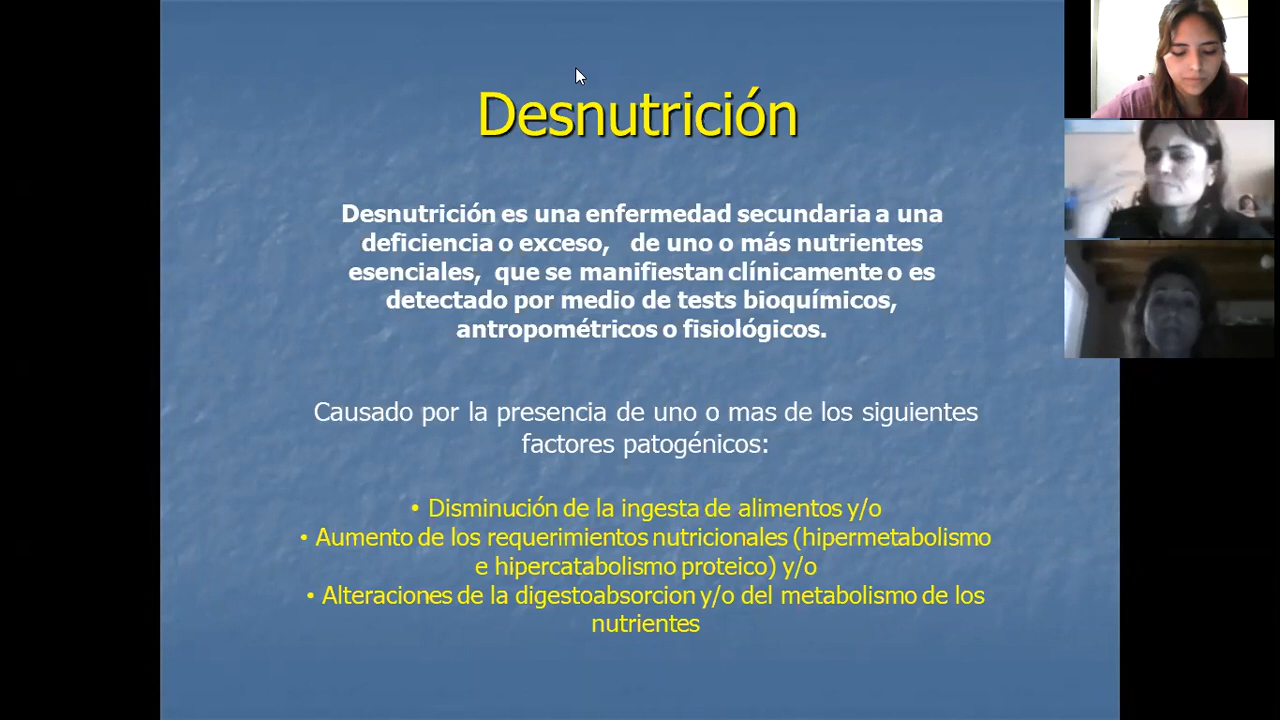 Desnutrición
Desnutrición es una enfermedad secundaria a una
deficiencia o exceso, de uno o más nutrientes
esenciales, que se manifiestan clínicamente o es
detectado por medio de tests bioquímicos,
antropométricos o fisiológicos.
Causado por la presencia de uno o mas de los siguientes
factores patogénicos:
• Disminución de la ingesta de alimentos y/o
• Aumento de los requerimientos nutricionales (hipermetabolismo
e hipercatabolismo proteico) y/o
• Alteraciones de la digestoabsorcion y/o del metabolismo de los
nutrientes